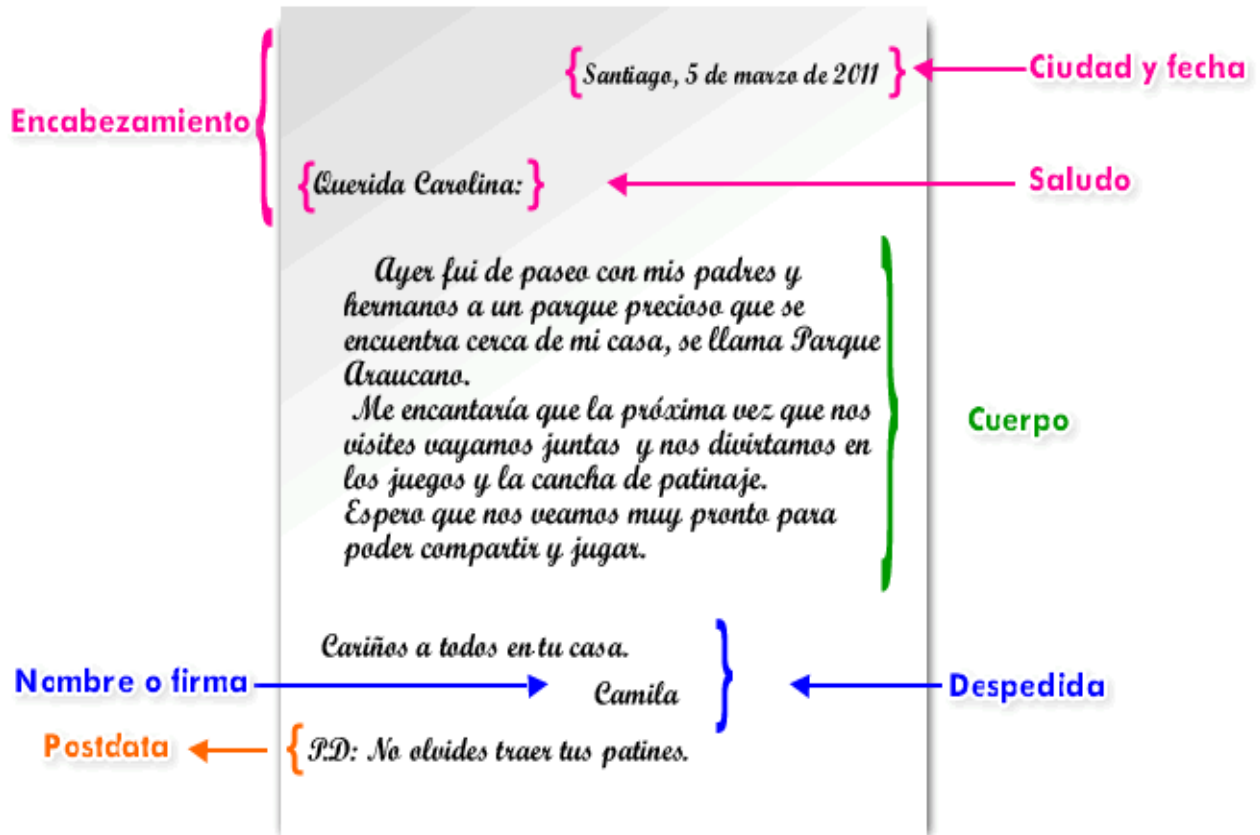 Santiago, 5 de marzo de 2011
Ciudad y fecha
Encabezamiento
Querida Carolina:
Saludo
Ayer fui de paseo con mis padres y
hermanos a un parque precioso que se
encuentra cerca de mi casa, se llama Parque
Araucano.
Me encantaría que la próxima vez que nos
visites vayamos juntas y nos divirtamos en
los juegos y la cancha de patinaje.
Espero que nos veamos muy pronto para
poder compartir y jugar.
Cuerpo
Cariños a todos en tu casa.
Nombre o firma
Camila
Despedida
Postdata
P.D: No olvides traer tus patines.